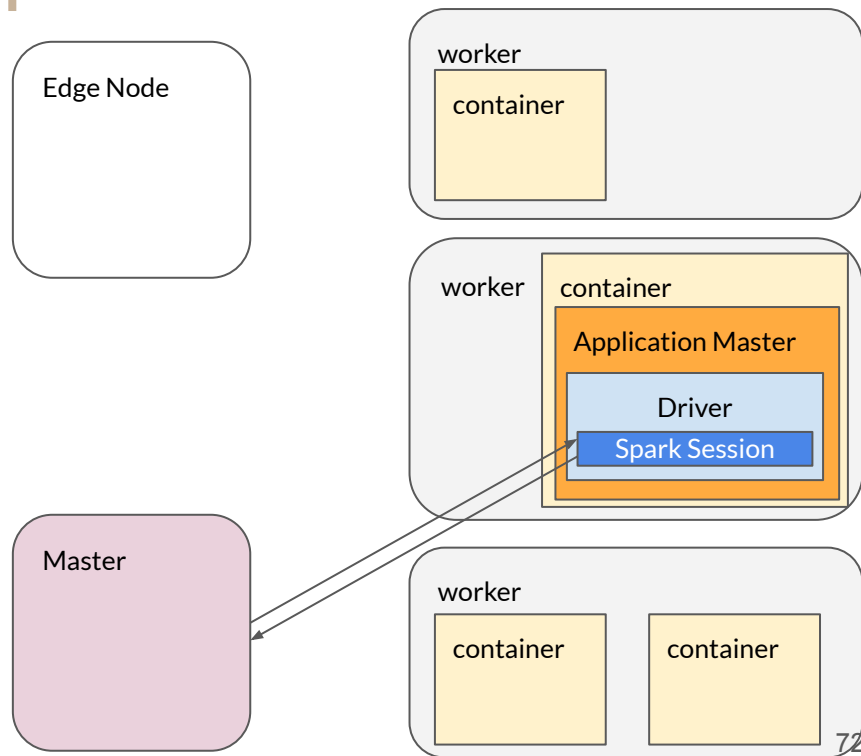 Edge Node
worker
container
worker
container
Application Master
Driver
Spark Session
Master
worker
container
container
72